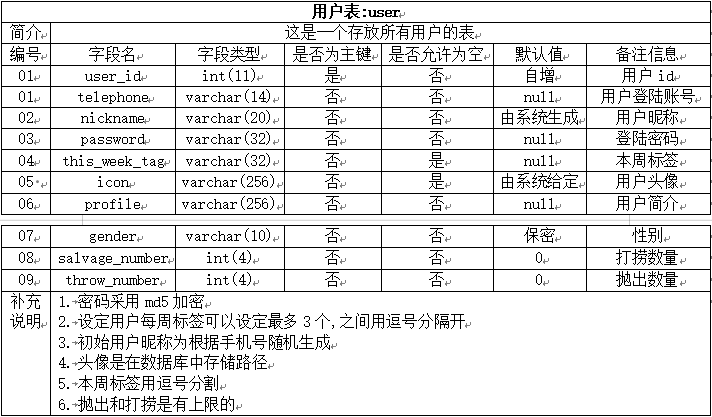 用户表:user
简介 这是一个存放所有用户的表
编号 字段名 字段类型 是否为主键 是否允许为空 默认值 备注信息
01 user_id int(11) 是 否 自增 用户 id
01 telephone varchar(14) 否 否 null 用户登陆账号
02 nickname varchar(20) 否 否 由系统生成 用户昵称
03 password varchar(32) 否 否 null 登陆密码
04 this_week_tag varchar(32) 否 是 null 本周标签
05 icon varchar(256) 否 是 由系统给定 用户头像
06 profile varchar(256) 否 否 null 用户简介
07 gender varchar(10) 否 否 保密 性别
08 salvage_number int(4) 否 否 0 打捞数量
09 throw_number int(4) 否 否 0 抛出数量
补充说明
1. 密码采用 md5 加密
2. 设定用户每周标签可以设定最多 3 个,之间用逗号分隔开
3. 初始用户昵称为根据手机号随机生成
4. 头像是在数据库中存储路径
5. 本周标签用逗号分割
6. 抛出和打捞是有上限的